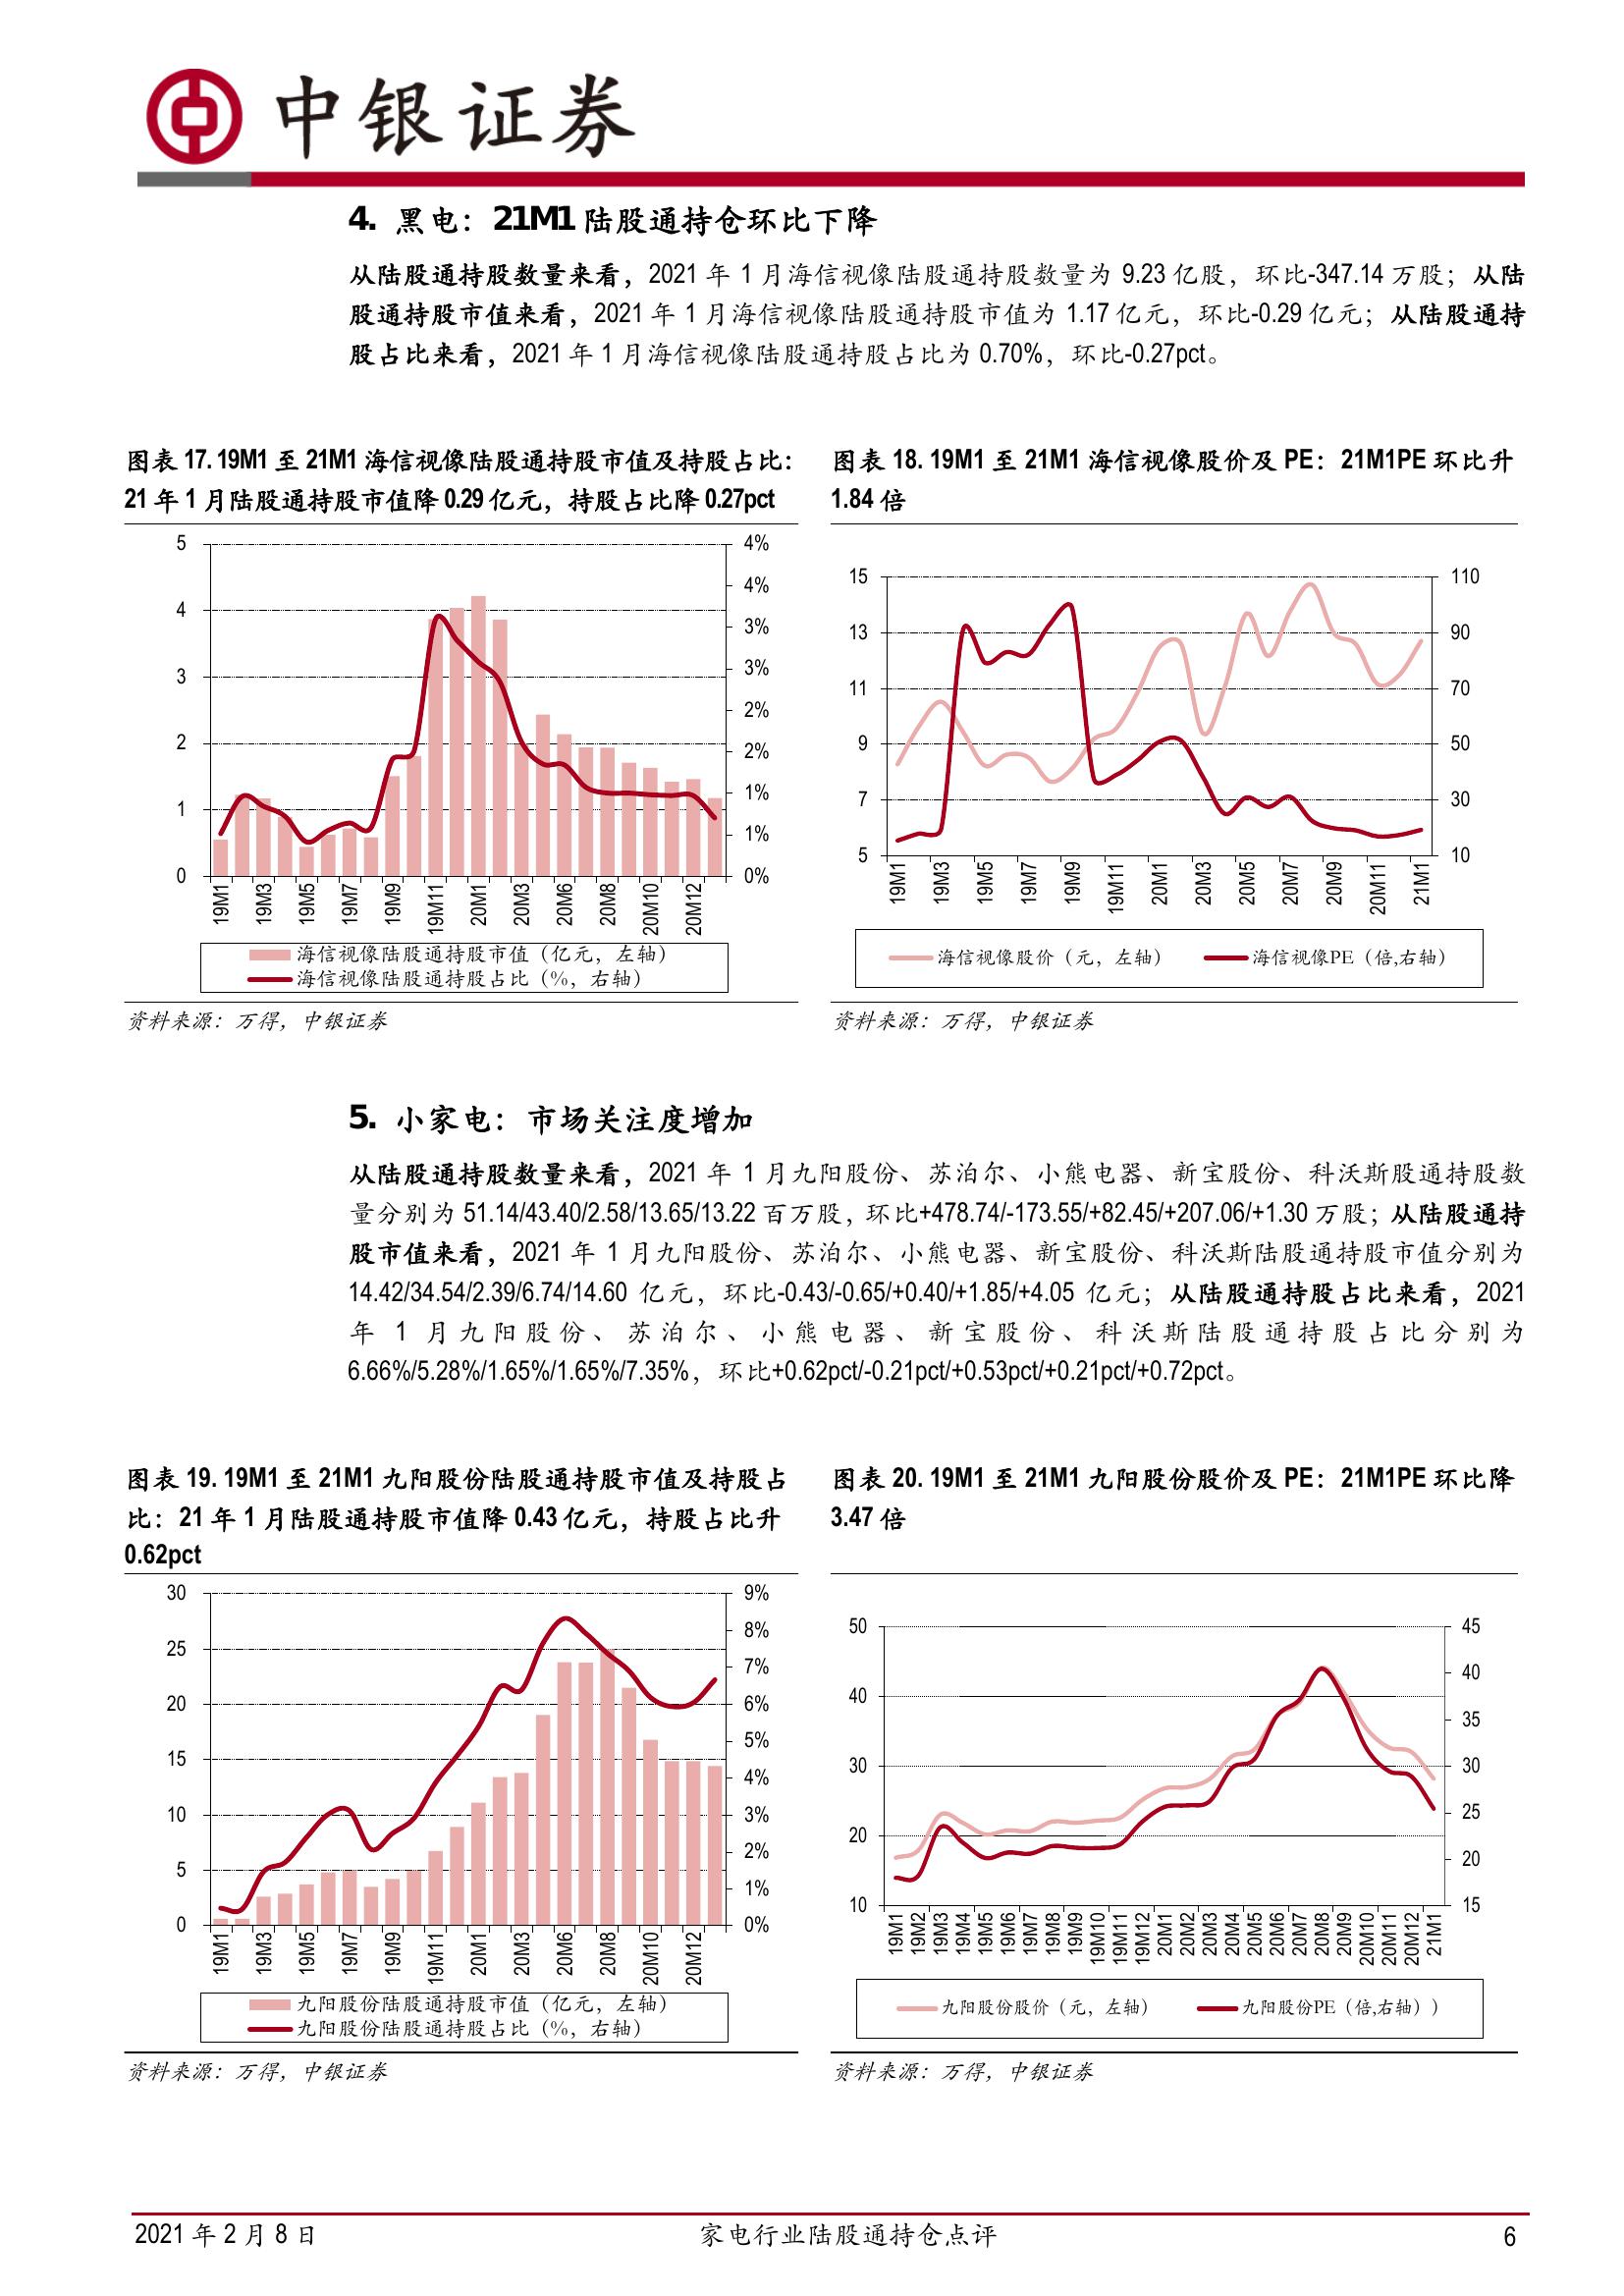 中银证券
4. 黑电：21M1 陆股通持仓环比下降
从陆股通持股数量来看，2021 年 1 月海信视像陆股通持股数量为 9.23 亿股，环比-347.14 万股；从陆
股通持股市值来看，2021 年 1 月海信视像陆股通持股市值为 1.17 亿元，环比-0.29 亿元；从陆股通持
股占比来看，2021 年 1 月海信视像陆股通持股占比为 0.70%，环比-0.27pct。
图表 17. 19M1 至 21M1 海信视像陆股通持股市值及持股占比：
21 年 1 月陆股通持股市值降 0.29 亿元，持股占比降 0.27pct
5
4
3
2
1
0
4%
4%
3%
3%
2%
2%
1%
1%
0%
19M1
19M3
19M5
19M7
19M9
19M11
20M1
20M3
20M6
20M8
20M10
20M12
海信视像陆股通持股市值（亿元，左轴）
海信视像陆股通持股占比（%，右轴）
资料来源：万得，中银证券
图表 18. 19M1 至 21M1 海信视像股价及 PE：21M1PE 环比升
1.84 倍
15
13
11
9
7
5
110
90
70
50
30
10
19M1
19M3
19M5
19M7
19M9
19M11
20M1
20M3
20M5
20M7
20M9
20M11
21M1
海信视像股价（元，左轴）
海信视像PE（倍,右轴）
资料来源：万得，中银证券
5. 小家电：市场关注度增加
从陆股通持股数量来看，2021 年 1 月九阳股份、苏泊尔、小熊电器、新宝股份、科沃斯股通持股数
量分别为 51.14/43.40/2.58/13.65/13.22 百万股，环比+478.74/-173.55/+82.45/+207.06/+1.30 万股；从陆股通持
股市值来看，2021 年 1 月九阳股份、苏泊尔、小熊电器、新宝股份、科沃斯陆股通持股市值分别为
14.42/34.54/2.39/6.74/14.60 亿元，环比-0.43/-0.65/+0.40/+1.85/+4.05 亿元；从陆股通持股占比来看，2021
年 1 月九阳股份、苏泊尔、小熊电器、新宝股份、科沃斯陆股通持股占比分别为
6.66%/5.28%/1.65%/1.65%/7.35%，环比+0.62pct/-0.21pct/+0.53pct/+0.21pct/+0.72pct。
图表 19. 19M1 至 21M1 九阳股份陆股通持股市值及持股占
比：21 年 1 月陆股通持股市值降 0.43 亿元，持股占比升
0.62pct
30
25
20
15
10
5
0
9%
8%
7%
6%
5%
4%
3%
2%
1%
0%
19M1
19M3
19M5
19M7
19M9
19M11
20M1
20M3
20M6
20M8
20M10
20M12
九阳股份陆股通持股市值（亿元，左轴）
九阳股份陆股通持股占比（%，右轴）
资料来源：万得，中银证券
图表 20. 19M1 至 21M1 九阳股份股价及 PE：21M1PE 环比降
3.47 倍
50
40
30
20
10
45
40
35
30
25
20
15
19M1
19M2
19M3
19M4
19M5
19M6
19M7
19M8
19M9
19M10
19M11
19M12
20M1
20M2
20M3
20M4
20M5
20M6
20M7
20M8
20M9
20M10
20M11
20M12
21M1
九阳股份股价（元，左轴）
九阳股份PE（倍,右轴））
资料来源：万得，中银证券
2021 年 2 月 8 日
家电行业陆股通持仓点评
6